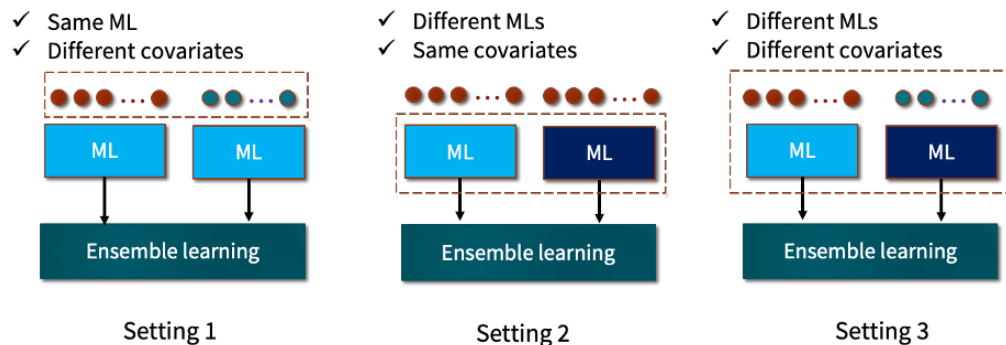 ✓ Same ML
✓ Different covariates
ML
ML
Ensemble learning
Setting 1
✓ Different MLs
✓ Same covariates
ML
ML
Ensemble learning
Setting 2
✓ Different MLs
✓ Different covariates
ML
ML
Ensemble learning
Setting 3